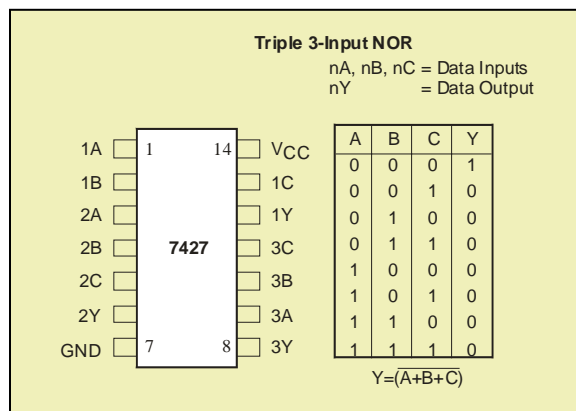 Triple 3-Input NOR
nA, nB, nC = Data Inputs
nY = Data Output
1A 1 14 VCC
1B 1C
2A 1Y
2B 7427 3C
2C 3B
2Y 3A
GND 7 8 3Y
A B C Y
0 0 0 1
0 0 1 0
0 1 0 0
0 1 1 0
1 0 0 0
1 0 1 0
1 1 0 0
1 1 1 0
Y=(A+B+C)